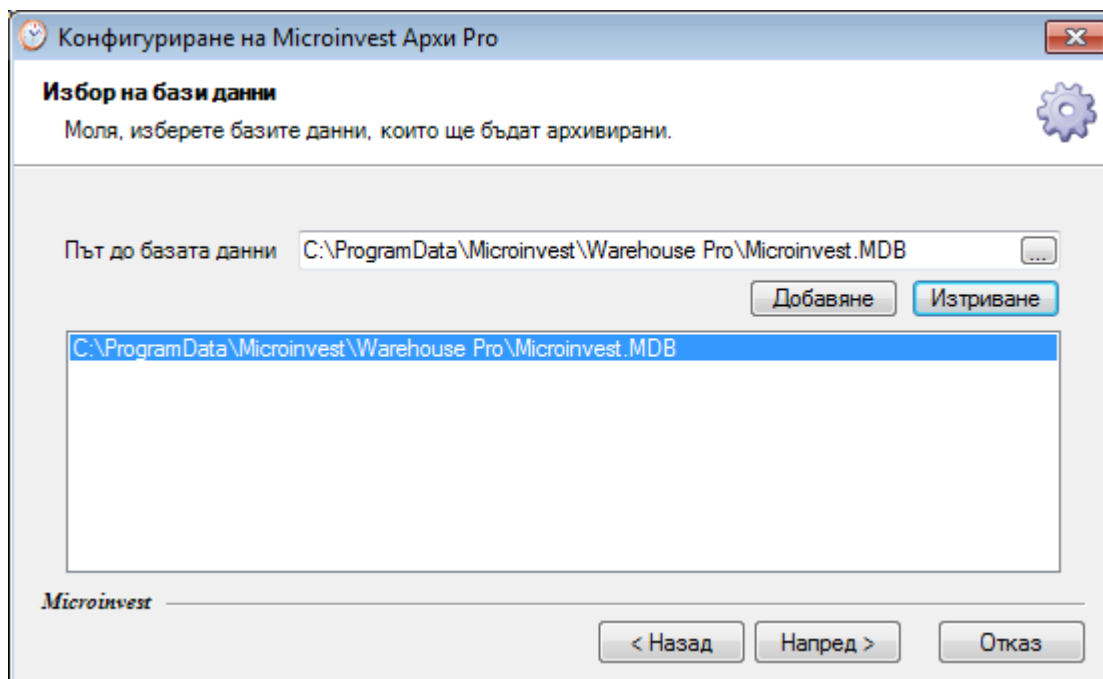 Конфигуриране на Microinvest Архи Pro
Избор на бази данни
Моля, изберете базите данни, които ще бъдат архивирани.
Път до базата данни C:\ProgramData\Microinvest\Warehouse Pro\Microinvest.MDB ...
Добавяне Изтриване
C:\ProgramData\Microinvest\Warehouse Pro\Microinvest.MDB
Microinvest
< Назад Напред > Отказ